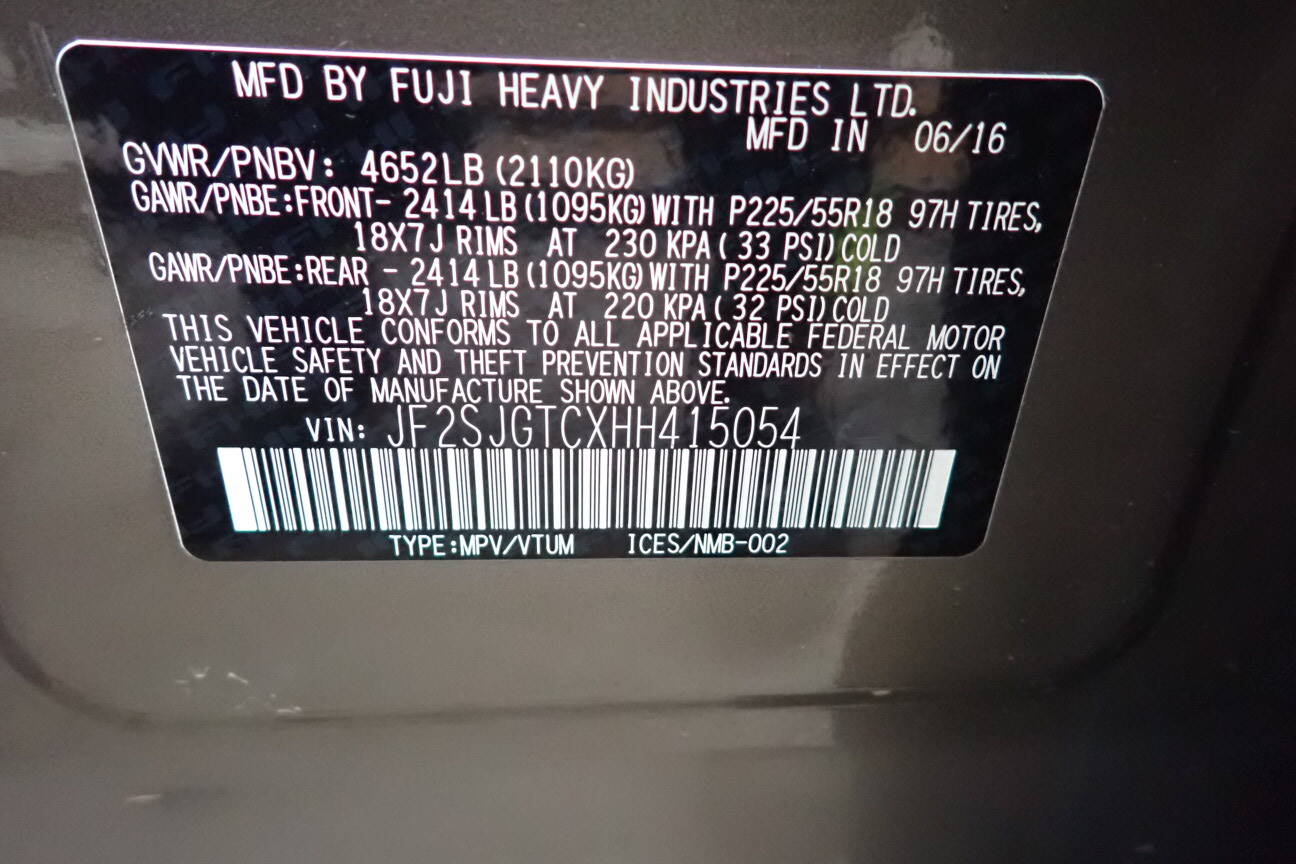 MFD BY FUJI HEAVY INDUSTRIES LTD.
MFD IN 06/16
GVWR/PNBV: 4652LB (2110KG)
GAWR/PNBE:FRONT- 2414 LB (1095KG) WITH P225/55R18 97H TIRES,
18X7J RIMS AT 230 KPA ( 33 PSI) COLD
GAWR/PNBE:REAR - 2414 LB (1095KG) WITH P225/55R18 97H TIRES,
18X7J RIMS AT 220 KPA ( 32 PSI) COLD
THIS VEHICLE CONFORMS TO ALL APPLICABLE FEDERAL MOTOR
VEHICLE SAFETY AND THEFT PREVENTION STANDARDS IN EFFECT ON
THE DATE OF MANUFACTURE SHOWN ABOVE.
VIN: JF2SJGTCXHH415054
TYPE:MPV/VTUM ICES/NMB-002